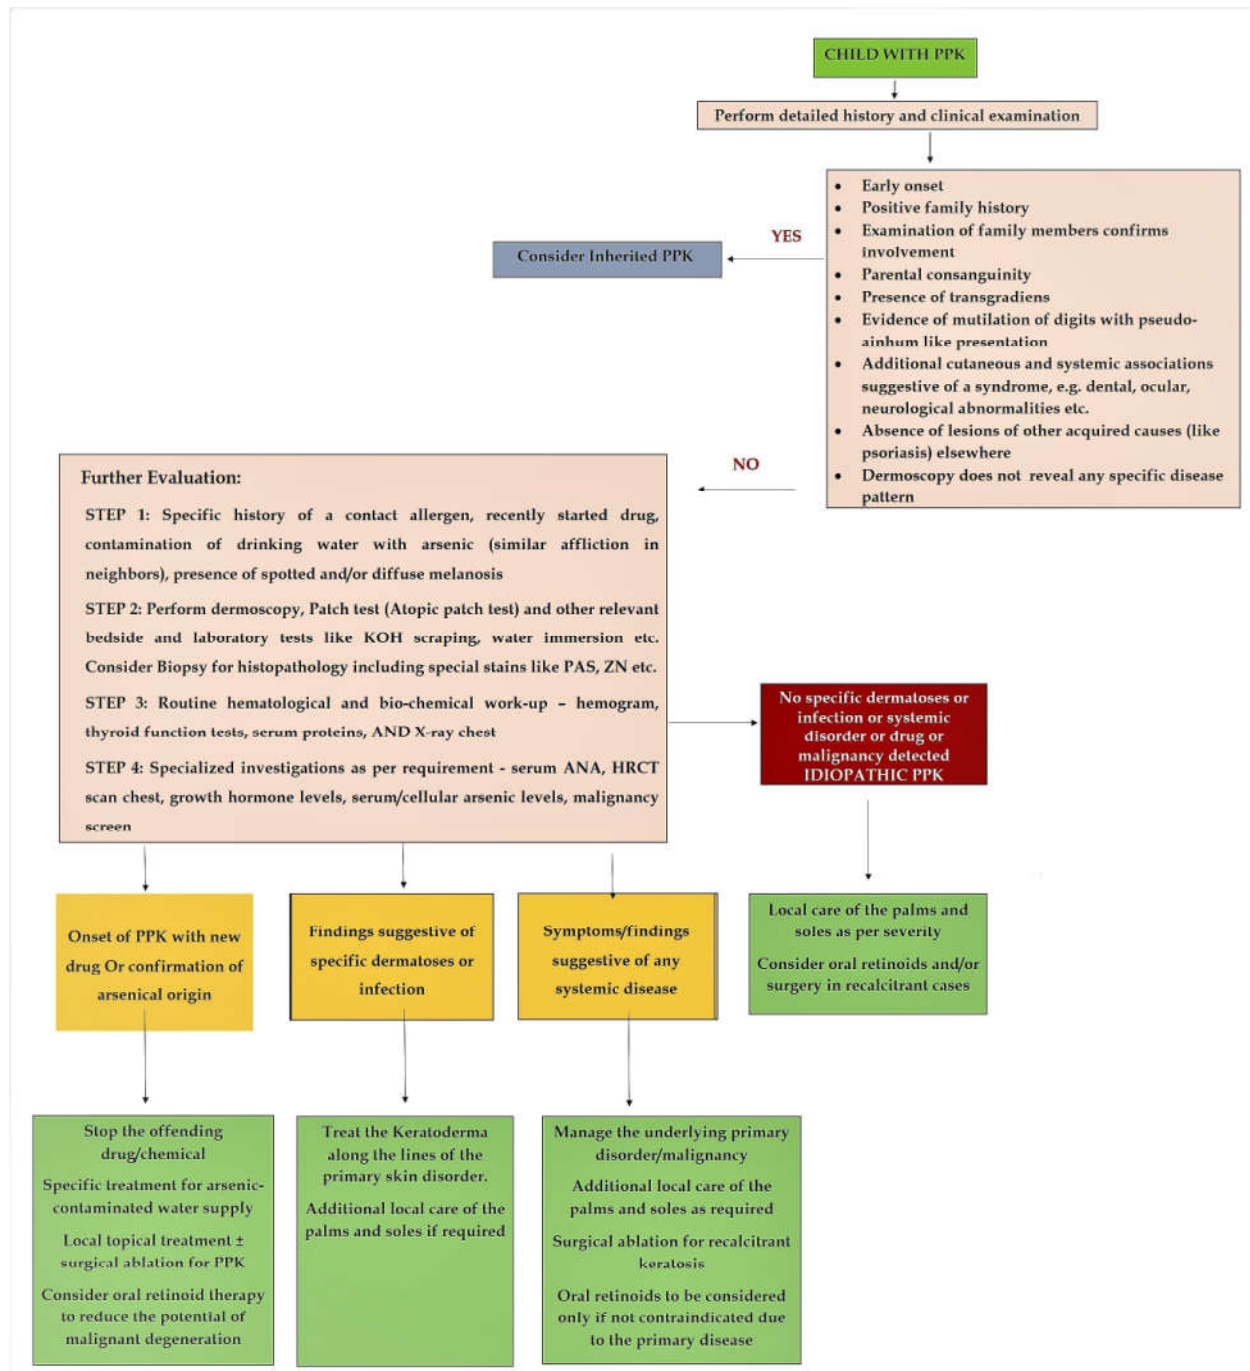 CHILD WITH PPK
Perform detailed history and clinical examination
• Early onset
• Positive family history
• Examination of family members confirms
involvement
• Parental consanguinity
• Presence of transgradiens
• Evidence of mutilation of digits with pseudo-
ainhum like presentation
• Additional cutaneous and systemic associations
suggestive of a syndrome, e.g. dental, ocular,
neurological abnormalities etc.
• Absence of lesions of other acquired causes (like
psoriasis) elsewhere
• Dermoscopy does not reveal any specific disease
pattern
YES
Consider Inherited PPK
NO
Further Evaluation:
STEP 1: Specific history of a contact allergen, recently started drug,
contamination of drinking water with arsenic (similar affliction in
neighbors), presence of spotted and/or diffuse melanosis
STEP 2: Perform dermoscopy, Patch test (Atopic patch test) and other relevant
bedside and laboratory tests like KOH scraping, water immersion etc.
Consider Biopsy for histopathology including special stains like PAS, ZN etc.
STEP 3: Routine hematological and bio-chemical work-up – hemogram,
thyroid function tests, serum proteins, AND X-ray chest
STEP 4: Specialized investigations as per requirement - serum ANA, HRCT
scan chest, growth hormone levels, serum/cellular arsenic levels, malignancy
screen
No specific dermatoses or
infection or systemic
disorder or drug or
malignancy detected
IDIOPATHIC PPK
Onset of PPK with new
drug Or confirmation of
arsenical origin
Findings suggestive of
specific dermatoses or
infection
Symptoms/findings
suggestive of any
systemic disease
Local care of the palms and
soles as per severity
Consider oral retinoids and/or
surgery in recalcitrant cases
Stop the offending
drug/chemical
Specific treatment for arsenic-
contaminated water supply
Local topical treatment ±
surgical ablation for PPK
Consider oral retinoid therapy
to reduce the potential of
malignant degeneration
Treat the Keratoderma
along the lines of the
primary skin disorder.
Additional local care of the
palms and soles if required
Manage the underlying primary
disorder/malignancy
Additional local care of the
palms and soles as required
Surgical ablation for recalcitrant
keratosis
Oral retinoids to be considered
only if not contraindicated due
to the primary disease